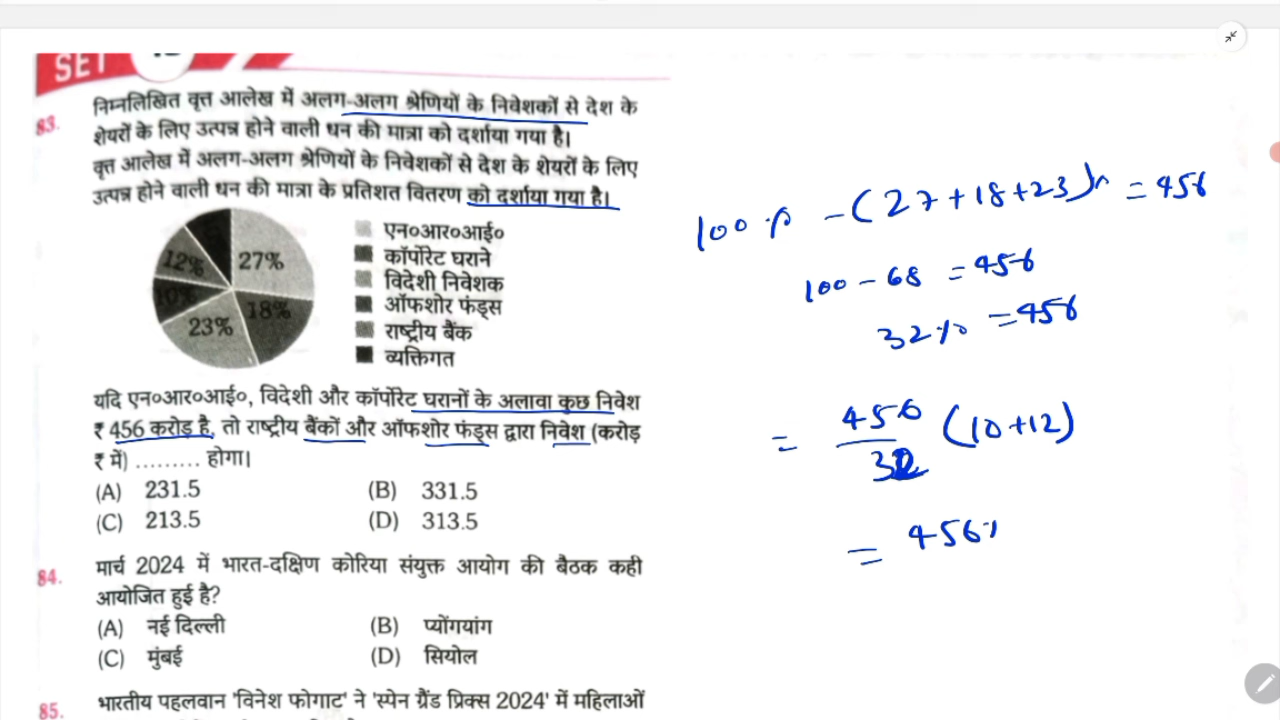 SET
83. निम्नलिखित वृत्त आलेख में अलग-अलग श्रेणियों के निवेशकों से देश के
शेयरों के लिए उत्पन्न होने वाली धन की मात्रा को दर्शाया गया है।
वृत्त आलेख में अलग-अलग श्रेणियों के निवेशकों से देश के शेयरों के लिए
उत्पन्न होने वाली धन की मात्रा के प्रतिशत वितरण को दर्शाया गया है।
12%
27%
10%
18%
23%
एन०आर०आई०
कॉर्पोरेट घराने
विदेशी निवेशक
ऑफशोर फंड्स
राष्ट्रीय बैंक
व्यक्तिगत
यदि एन०आर०आई०, विदेशी और कॉर्पोरेट घरानों के अलावा कुछ निवेश
₹ 456 करोड़ है, तो राष्ट्रीय बैंकों और ऑफशोर फंड्स द्वारा निवेश (करोड़
₹ में) ......... होगा।
(A) 231.5 (B) 331.5
(C) 213.5 (D) 313.5
84. मार्च 2024 में भारत-दक्षिण कोरिया संयुक्त आयोग की बैठक कही
आयोजित हुई है?
(A) नई दिल्ली (B) प्योंगयांग
(C) मुंबई (D) सियोल
85. भारतीय पहलवान 'विनेश फोगाट' ने 'स्पेन ग्रैंड प्रिक्स 2024' में महिलाओं
100% - (27+18+23)% = 456
100 - 68 = 456
32% = 456
= 456/32 (10+12)
= 456